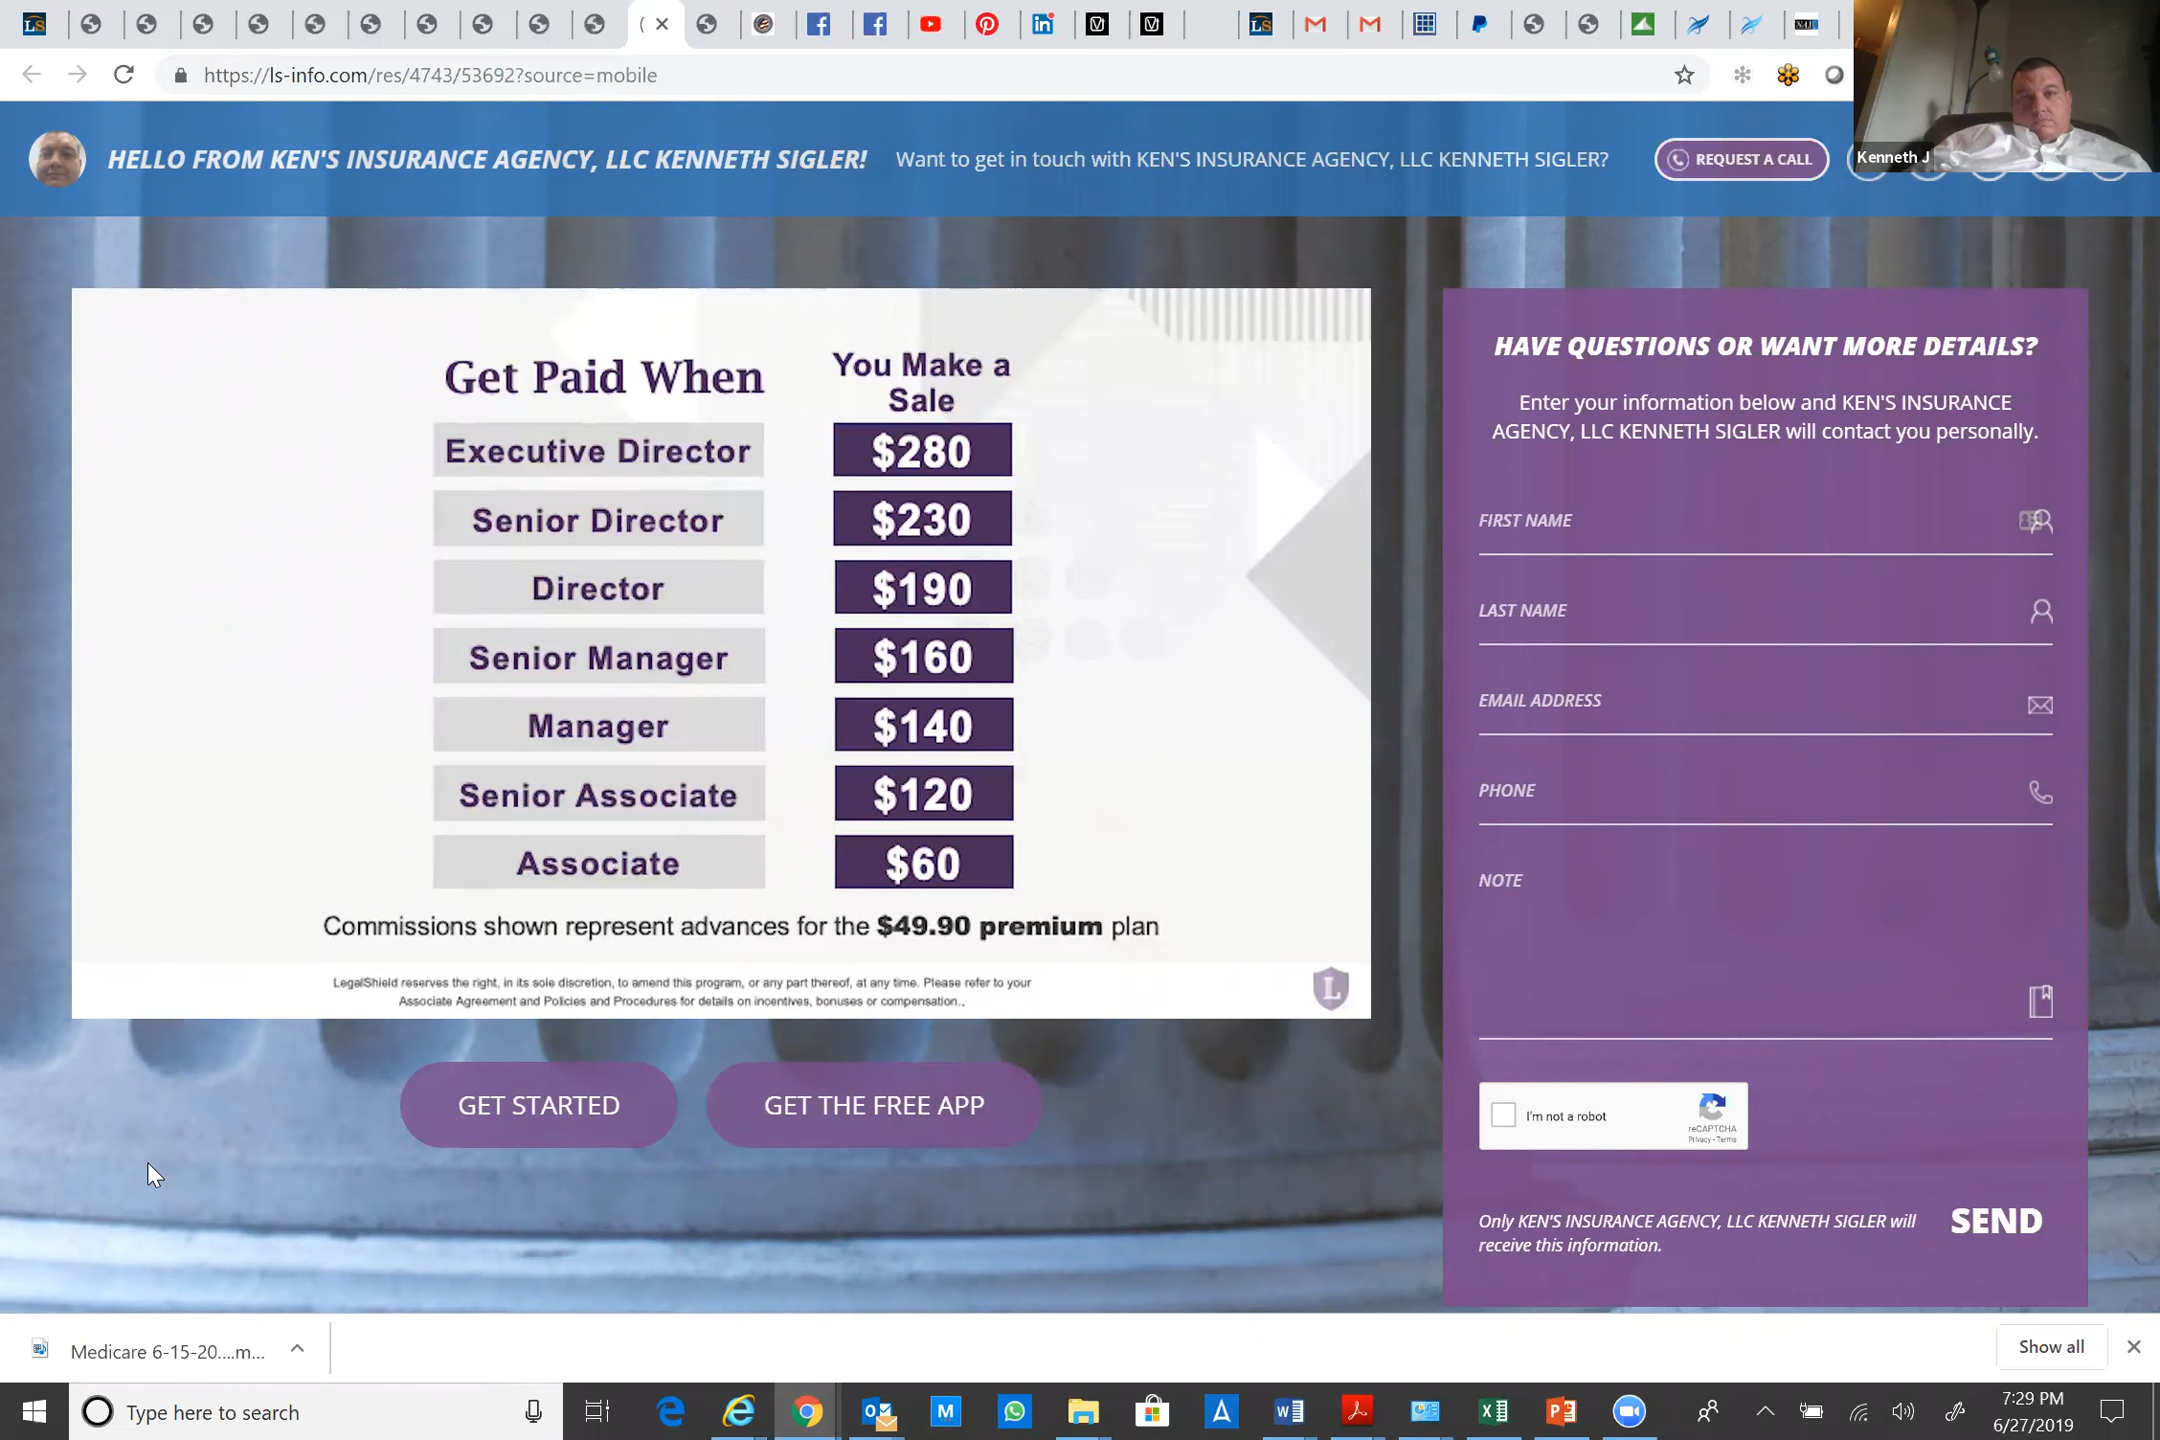 https://ls-info.com/res/4743/53692?source=mobile
HELLO FROM KEN'S INSURANCE AGENCY, LLC KENNETH SIGLER!
Want to get in touch with KEN'S INSURANCE AGENCY, LLC KENNETH SIGLER?
REQUEST A CALL
Kenneth J
Get Paid When
You Make a
Sale
Executive Director $280
Senior Director $230
Director $190
Senior Manager $160
Manager $140
Senior Associate $120
Associate $60
Commissions shown represent advances for the $49.90 premium plan
LegalShield reserves the right, in its sole discretion, to amend this program, or any part thereof, at any time. Please refer to your
Associate Agreement and Policies and Procedures for details on incentives, bonuses or compensation..
L
GET STARTED
GET THE FREE APP
HAVE QUESTIONS OR WANT MORE DETAILS?
Enter your information below and KEN'S INSURANCE
AGENCY, LLC KENNETH SIGLER will contact you personally.
FIRST NAME
LAST NAME
EMAIL ADDRESS
PHONE
NOTE
I'm not a robot
reCAPTCHA
Privacy - Terms
Only KEN'S INSURANCE AGENCY, LLC KENNETH SIGLER will
receive this information.
SEND
Medicare 6-15-20....m...
Show all
Type here to search
7:29 PM
6/27/2019